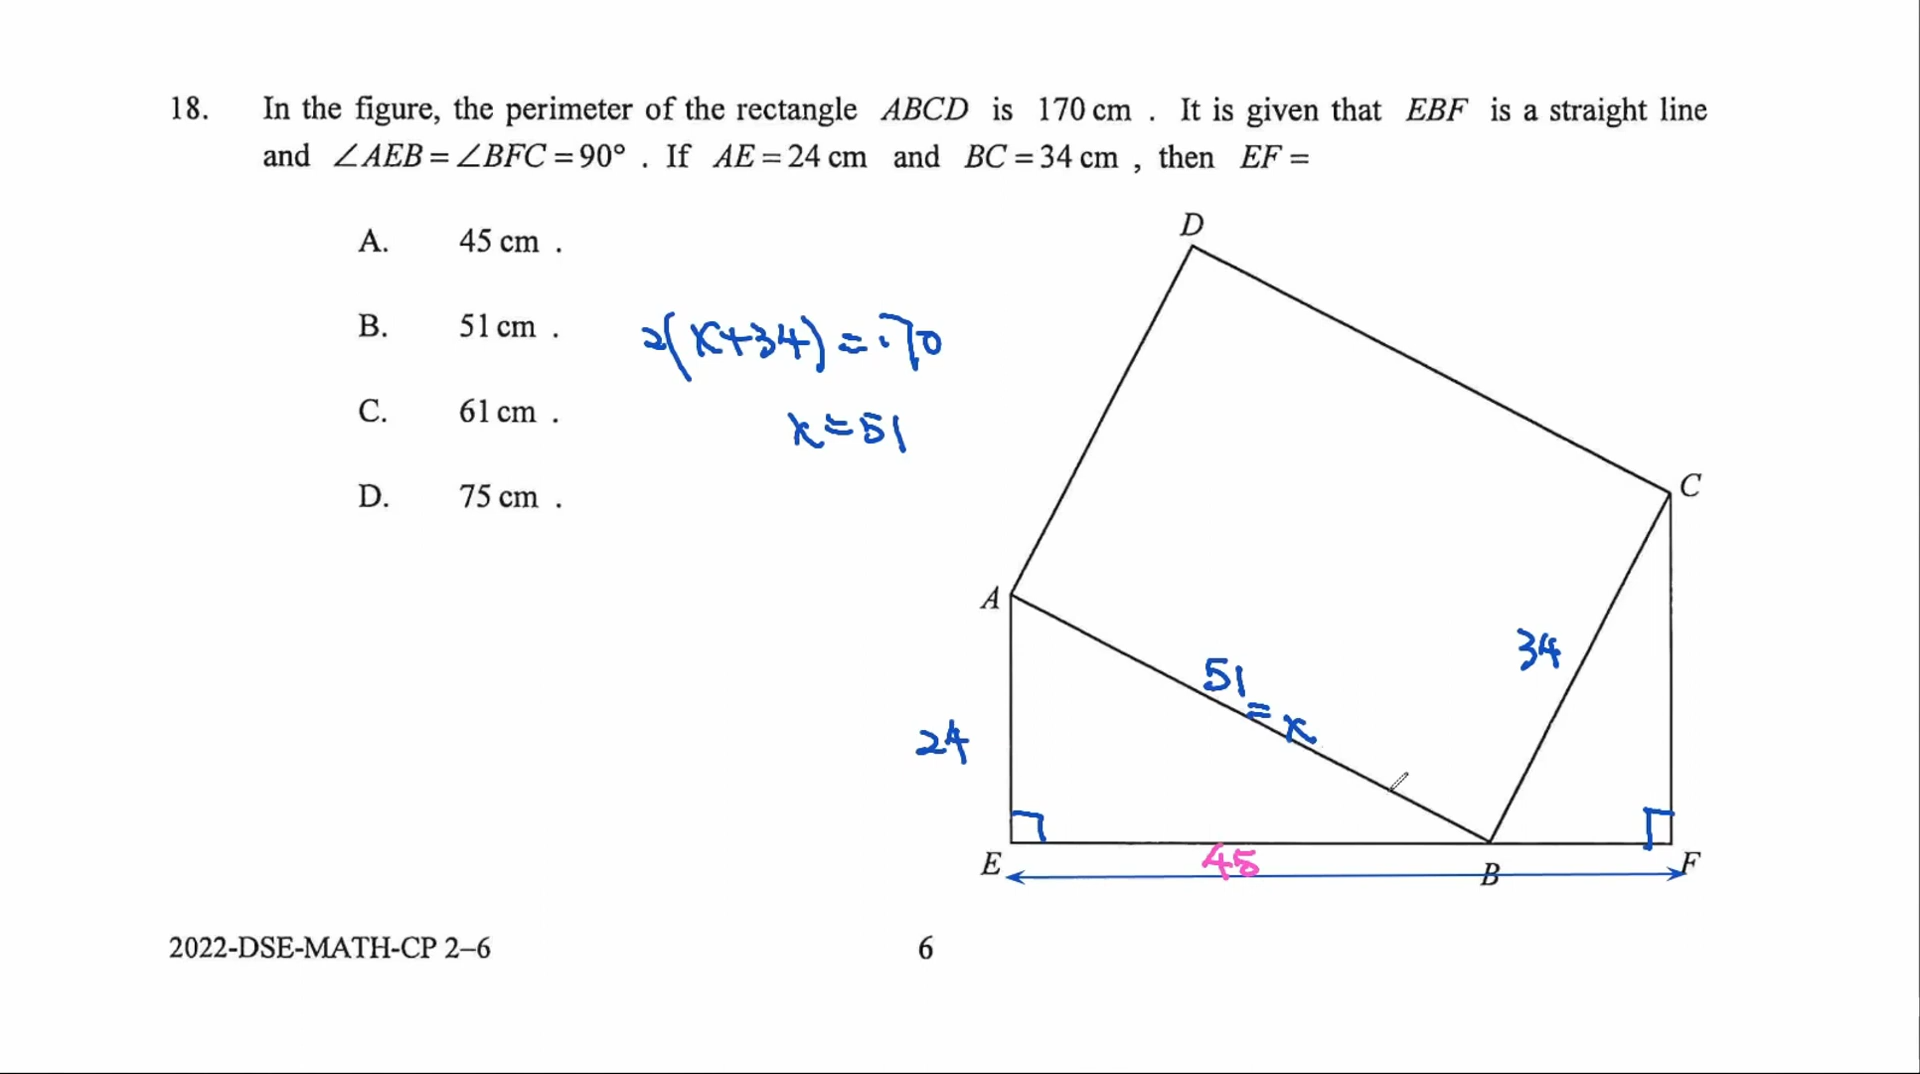 18. In the figure, the perimeter of the rectangle ABCD is 170 cm . It is given that EBF is a straight line
and ∠AEB = ∠BFC = 90° . If AE = 24 cm and BC = 34 cm , then EF =
A. 45 cm .
B. 51 cm .
C. 61 cm .
D. 75 cm .
2(x+34) = 170
x = 51
D
C
A
34
51
= x
24
E
45
B
F
2022-DSE-MATH-CP 2–6
6